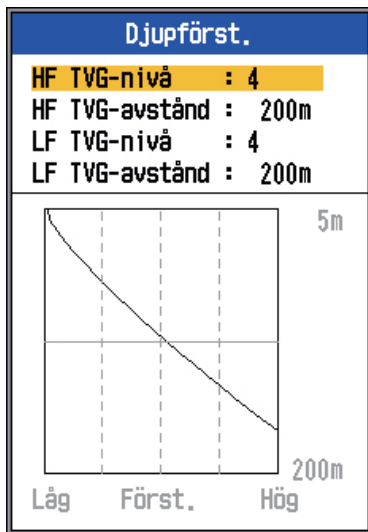 Djupförst.
HF TVG-nivå : 4
HF TVG-avstånd : 200m
LF TVG-nivå : 4
LF TVG-avstånd : 200m
5m
200m
Låg Först. Hög